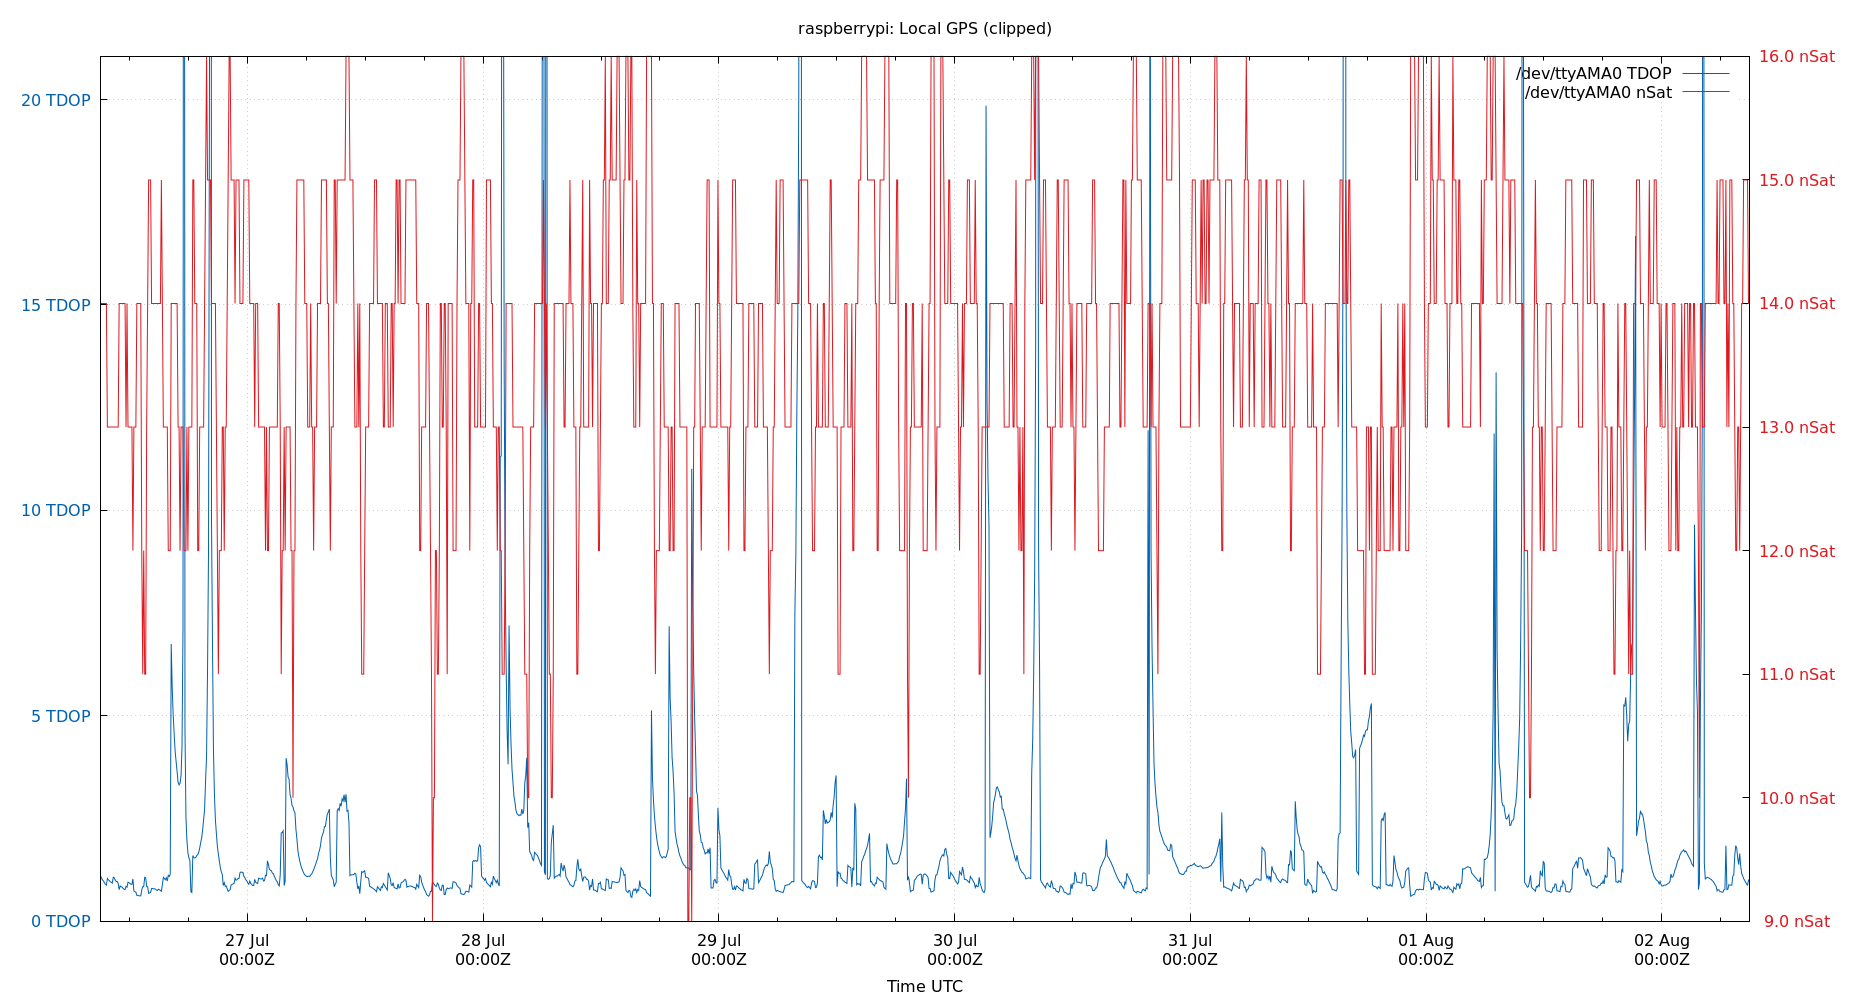 raspberrypi: Local GPS (clipped)
/dev/ttyAMA0 TDOP
/dev/ttyAMA0 nSat
20 TDOP
15 TDOP
10 TDOP
5 TDOP
0 TDOP
16.0 nSat
15.0 nSat
14.0 nSat
13.0 nSat
12.0 nSat
11.0 nSat
10.0 nSat
9.0 nSat
27 Jul
00:00Z
28 Jul
00:00Z
29 Jul
00:00Z
30 Jul
00:00Z
31 Jul
00:00Z
01 Aug
00:00Z
02 Aug
00:00Z
Time UTC